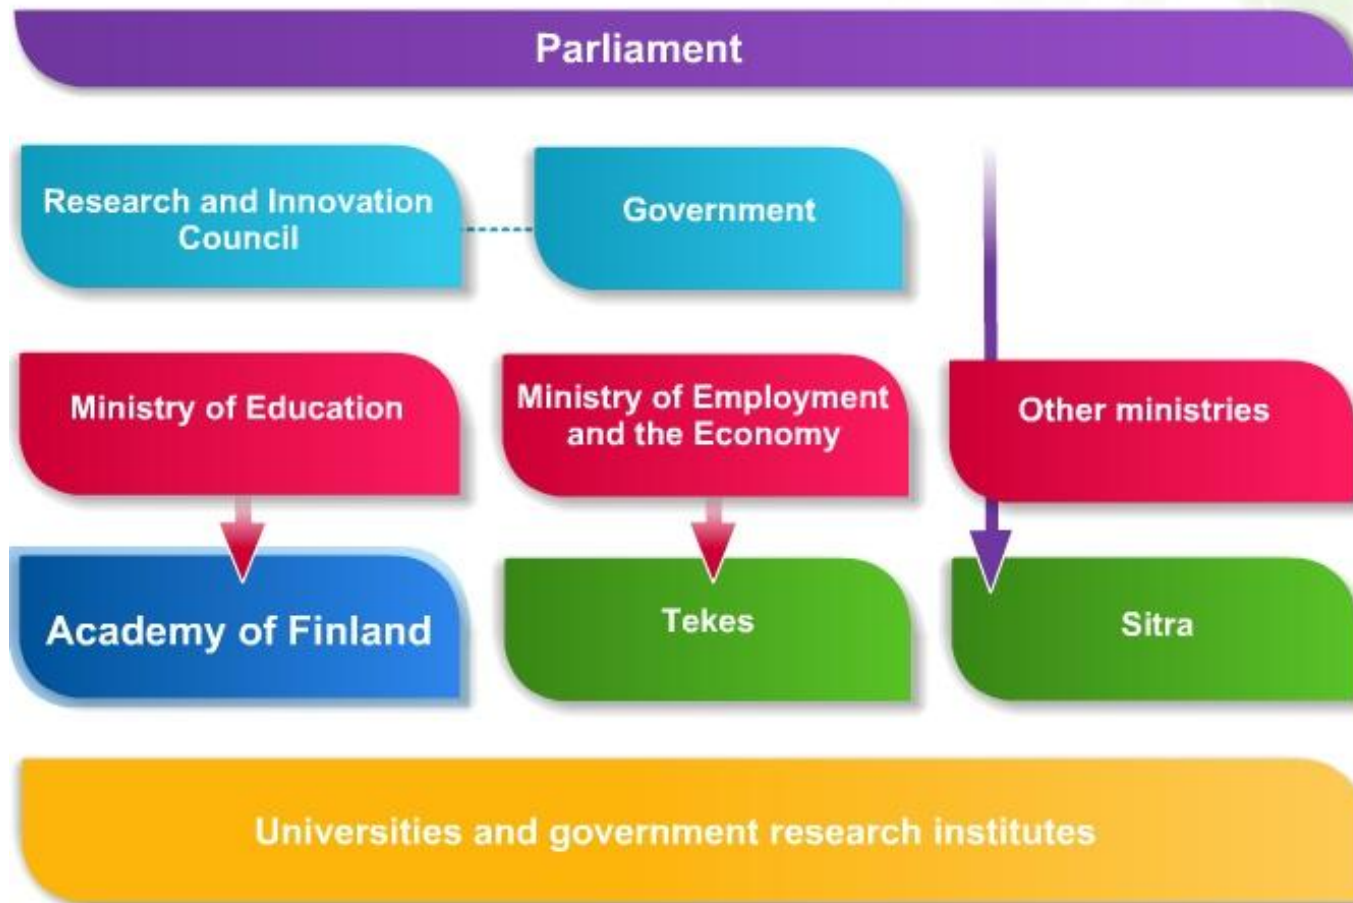 Parliament
Research and Innovation
Council
Government
Ministry of Education
Ministry of Employment
and the Economy
Other ministries
Academy of Finland
Tekes
Sitra
Universities and government research institutes